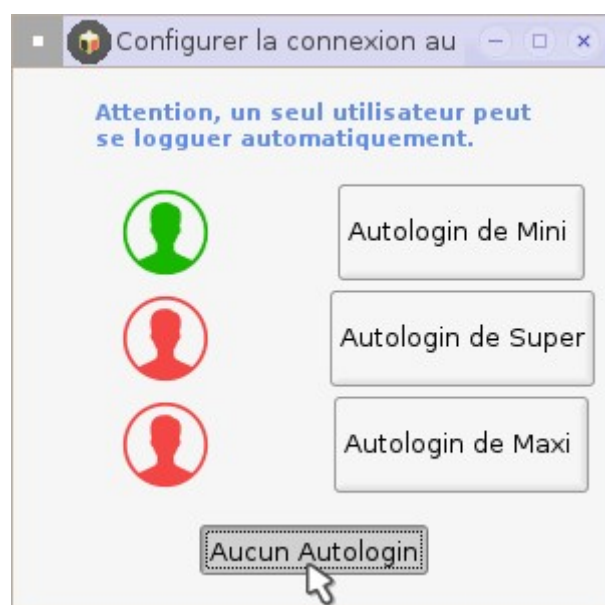 Configurer la connexion au
Attention, un seul utilisateur peut
se logguer automatiquement.
Autologin de Mini
Autologin de Super
Autologin de Maxi
Aucun Autologin